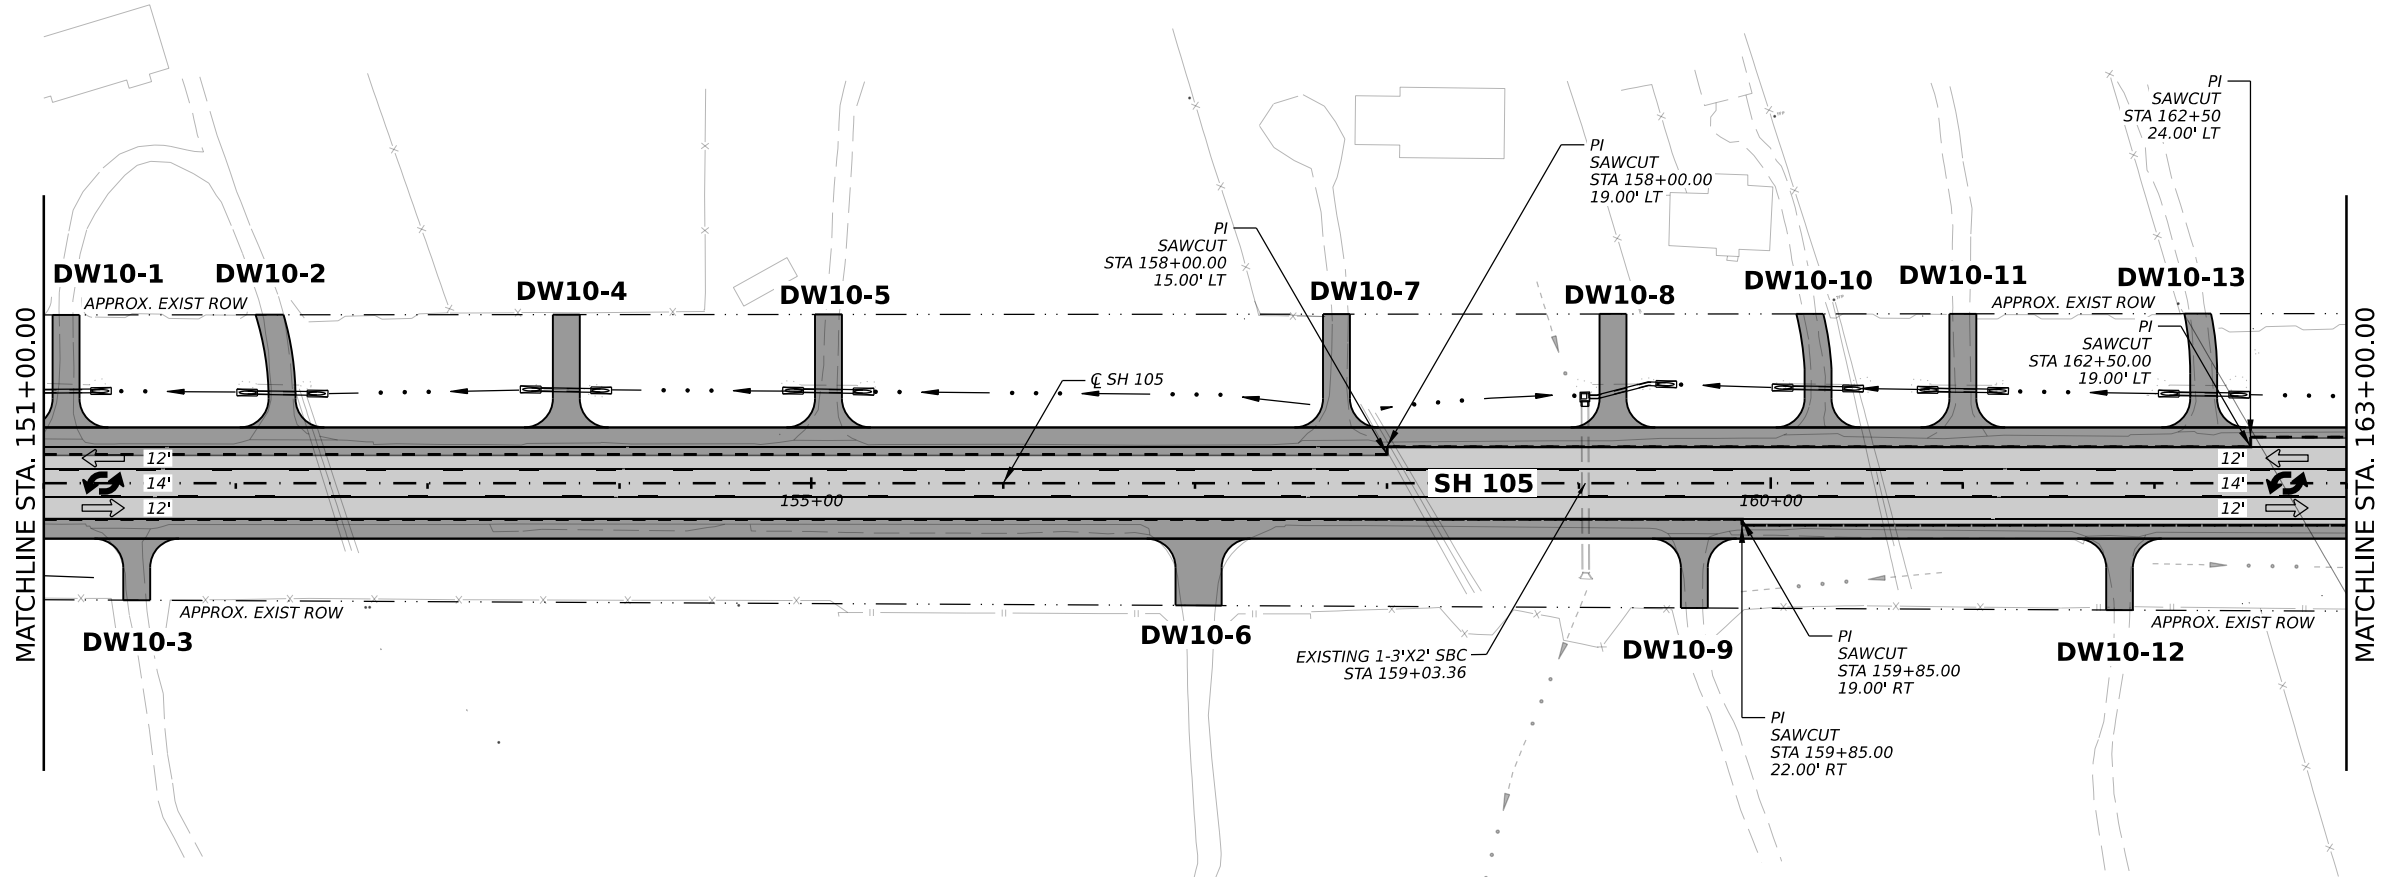 PI
SAWCUT
STA 162+50
24.00' LT
PI
SAWCUT
STA 158+00.00
19.00' LT
PI
SAWCUT
STA 158+00.00
15.00' LT
DW10-1
DW10-2
DW10-4
DW10-5
DW10-7
DW10-8
DW10-10
DW10-11
DW10-13
APPROX. EXIST ROW
APPROX. EXIST ROW
PI
SAWCUT
STA 162+50.00
19.00' LT
MATCHLINE STA. 151+00.00
MATCHLINE STA. 163+00.00
℄ SH 105
12'
14'
12'
155+00
SH 105
160+00
12'
14'
12'
APPROX. EXIST ROW
APPROX. EXIST ROW
DW10-3
DW10-6
DW10-9
DW10-12
EXISTING 1-3'X2' SBC
STA 159+03.36
PI
SAWCUT
STA 159+85.00
19.00' RT
PI
SAWCUT
STA 159+85.00
22.00' RT